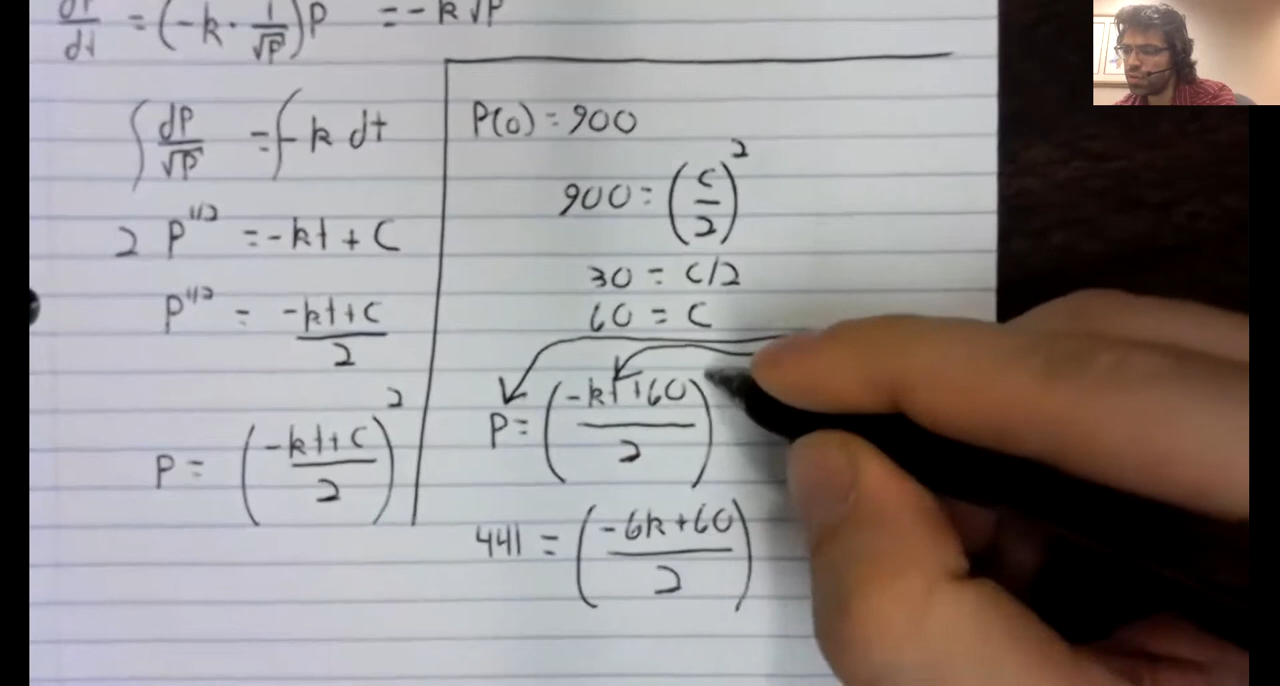 dP/dt = (-k · 1/√P)P = -k√P
∫ dP/√P = ∫ -k dt
2 P^1/2 = -kt + C
P^1/2 = (-kt+C)/2
P = ((-kt+C)/2)^2
P(0) = 900
900 = (C/2)^2
30 = C/2
60 = C
P = ((-kt+60)/2)
441 = ((-6k+60)/2)